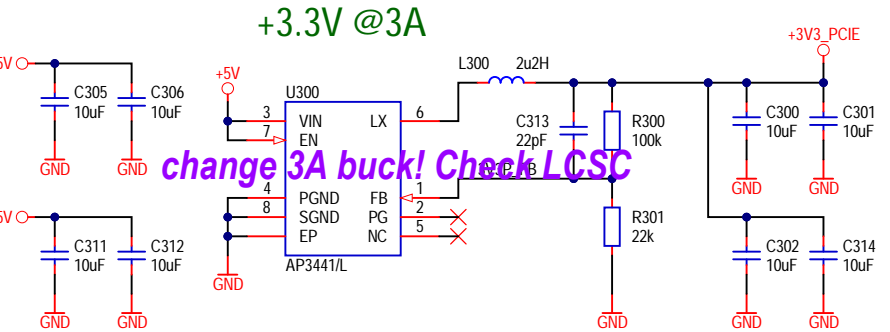 +3.3V @3A
+3V3_PCIE
5V
C305
10uF
C306
10uF
GND
GND
+5V
U300
3
VIN
7
EN
LX
6
4
PGND
8
SGND
EP
FB
1
PG
2
NC
5
AP3441/L
GND
L300
2u2H
C313
22pF
R300
100k
R301
22k
GND
C300
10uF
C301
10uF
GND
GND
change 3A buck! Check LCSC
5V
C311
10uF
C312
10uF
GND
GND
C302
10uF
C314
10uF
GND
GND